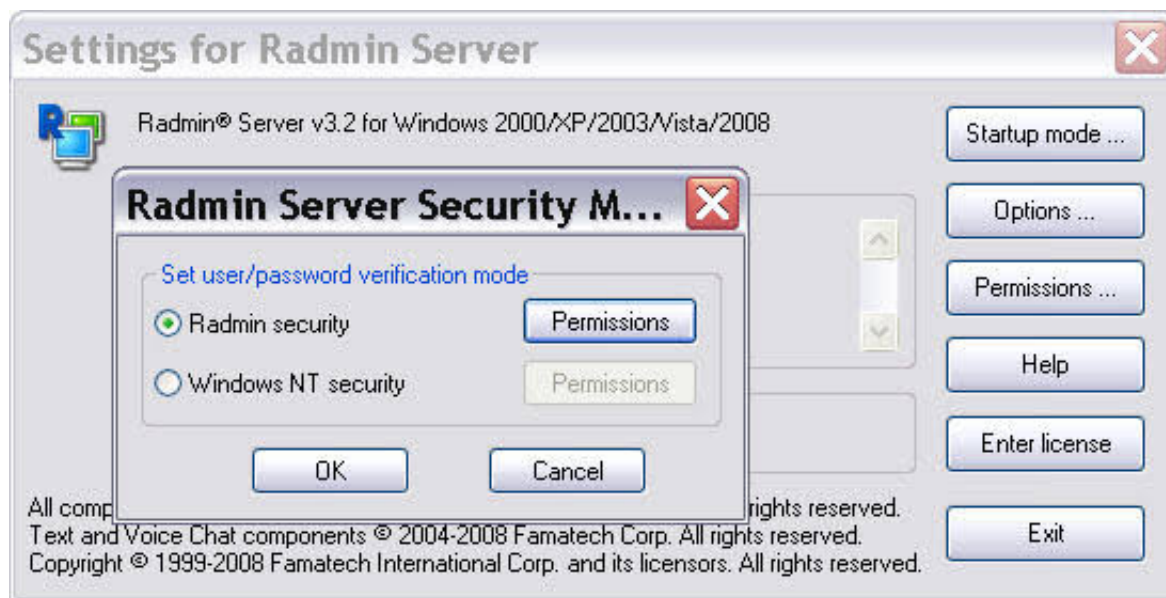 Settings for Radmin Server
Radmin® Server v3.2 for Windows 2000/XP/2003/Vista/2008
Startup mode ...
Options ...
Permissions ...
Help
Enter license
Exit
Radmin Server Security M...
Set user/password verification mode
Radmin security
Permissions
Windows NT security
Permissions
OK
Cancel
All rights reserved.
Text and Voice Chat components © 2004-2008 Famatech Corp. All rights reserved.
Copyright © 1999-2008 Famatech International Corp. and its licensors. All rights reserved.